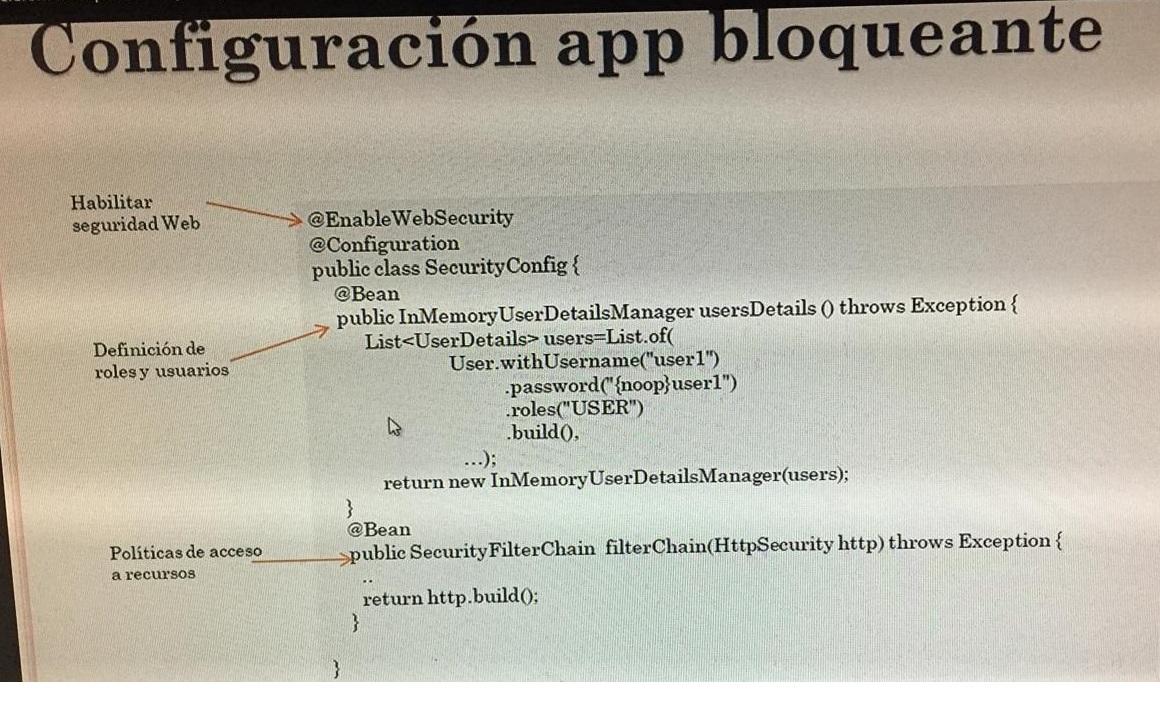 Configuración app bloqueante
Habilitar
seguridad Web
@EnableWebSecurity
@Configuration
public class SecurityConfig {
@Bean
public InMemoryUserDetailsManager usersDetails () throws Exception {
Definición de
roles y usuarios
List<UserDetails> users=List.of(
User.withUsername("user1")
.password("{noop}user1")
.roles("USER")
.build(),
...);
return new InMemoryUserDetailsManager(users);
}
@Bean
Políticas de acceso
a recursos
public SecurityFilterChain filterChain(HttpSecurity http) throws Exception {
..
return http.build();
}
}